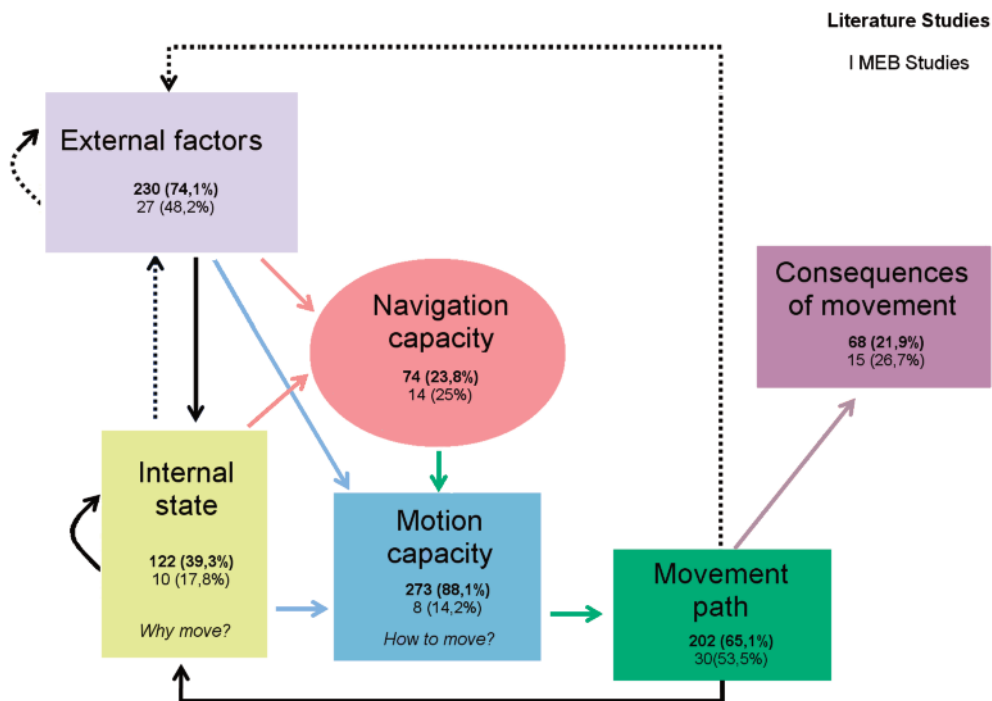 Literature Studies
I MEB Studies
External factors
230 (74,1%)
27 (48,2%)
Navigation
capacity
74 (23,8%)
14 (25%)
Consequences
of movement
68 (21,9%)
15 (26,7%)
Internal
state
122 (39,3%)
10 (17,8%)
Why move?
Motion
capacity
273 (88,1%)
8 (14,2%)
How to move?
Movement
path
202 (65,1%)
30(53,5%)